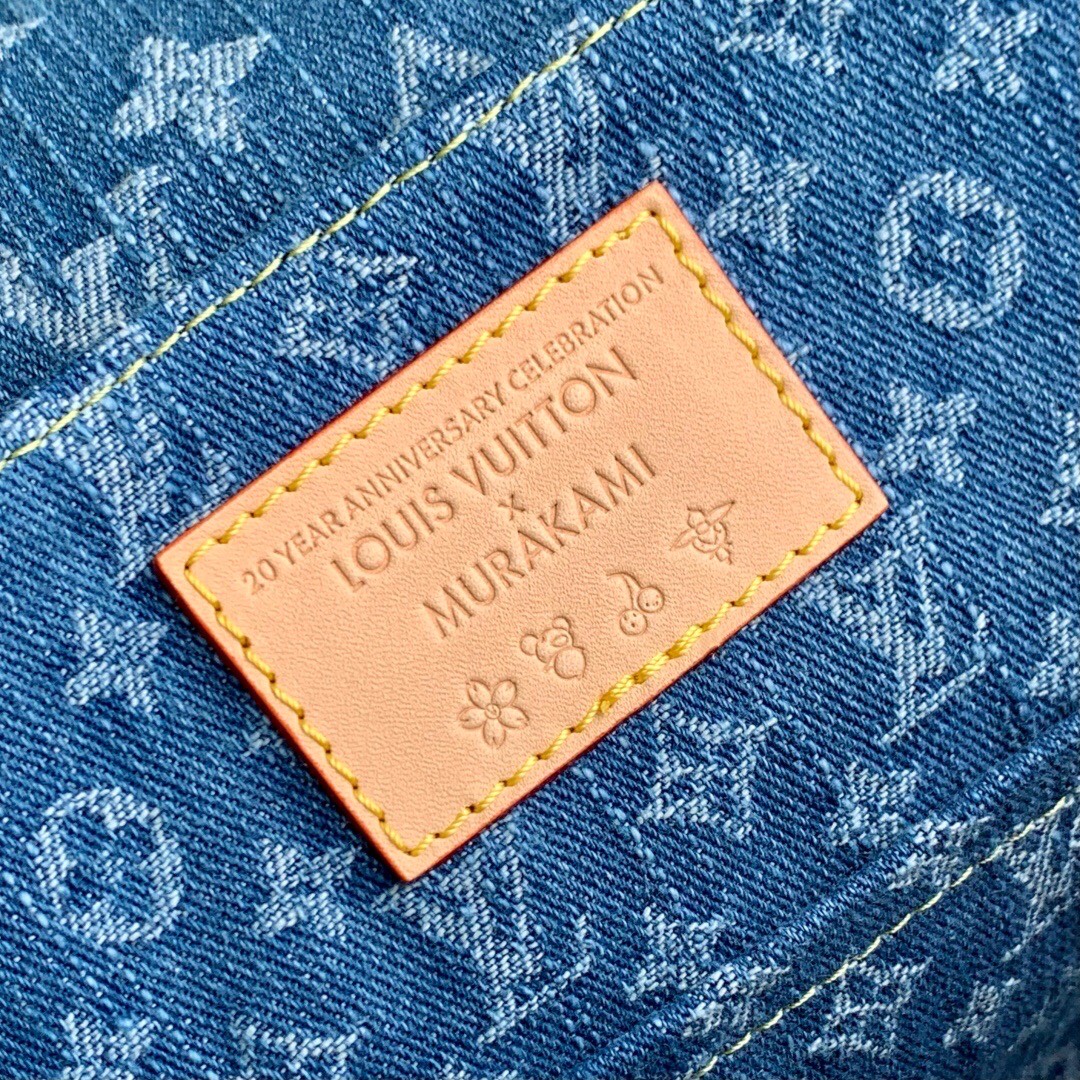 20 YEAR ANNIVERSARY CELEBRATION
LOUIS VUITTON
X
MURAKAMI